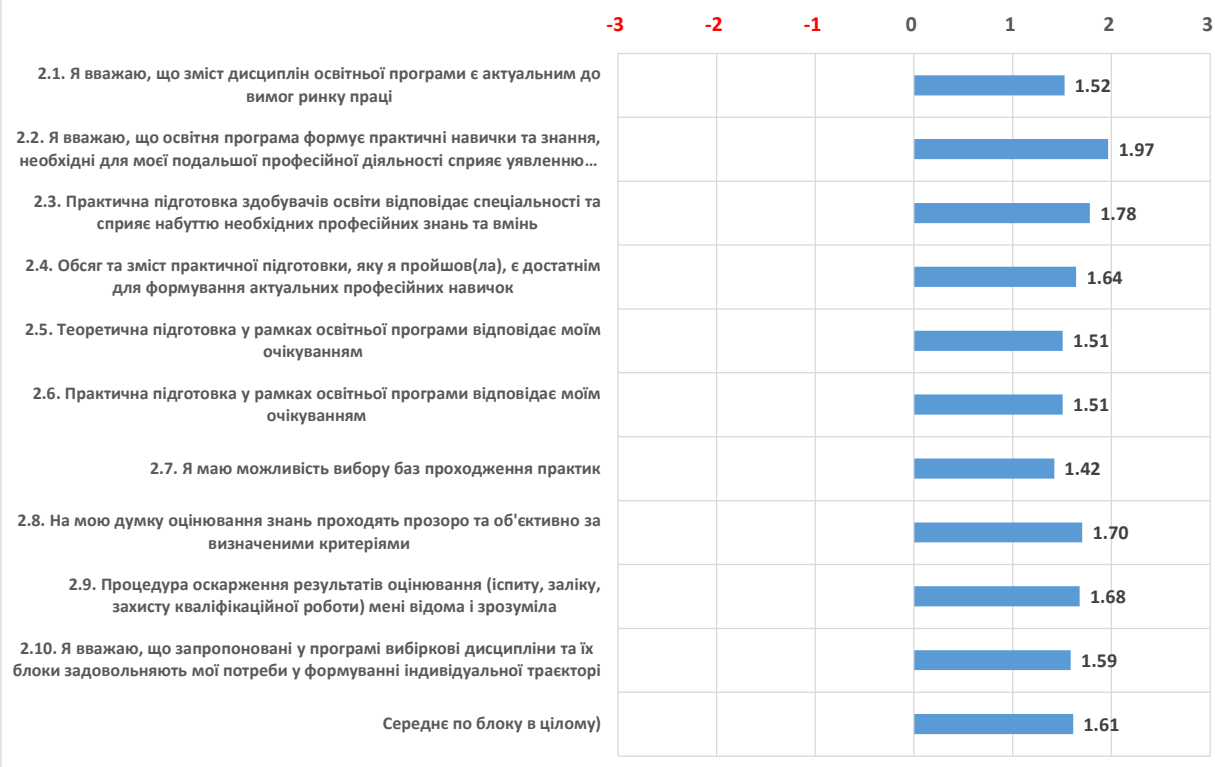 -3 -2 -1 0 1 2 3
2.1. Я вважаю, що зміст дисциплін освітньої програми є актуальним до
вимог ринку праці
1.52
2.2. Я вважаю, що освітня програма формує практичні навички та знання,
необхідні для моєї подальшої професійної діяльності сприяє уявленню…
1.97
2.3. Практична підготовка здобувачів освіти відповідає спеціальності та
сприяє набуттю необхідних професійних знань та вмінь
1.78
2.4. Обсяг та зміст практичної підготовки, яку я пройшов(ла), є достатнім
для формування актуальних професійних навичок
1.64
2.5. Теоретична підготовка у рамках освітньої програми відповідає моїм
очікуванням
1.51
2.6. Практична підготовка у рамках освітньої програми відповідає моїм
очікуванням
1.51
2.7. Я маю можливість вибору баз проходження практик
1.42
2.8. На мою думку оцінювання знань проходять прозоро та об'єктивно за
визначеними критеріями
1.70
2.9. Процедура оскарження результатів оцінювання (іспиту, заліку,
захисту кваліфікаційної роботи) мені відома і зрозуміла
1.68
2.10. Я вважаю, що запропоновані у програмі вибіркові дисципліни та їх
блоки задовольняють мої потреби у формуванні індивідуальної траєкторі
1.59
Середнє по блоку в цілому)
1.61